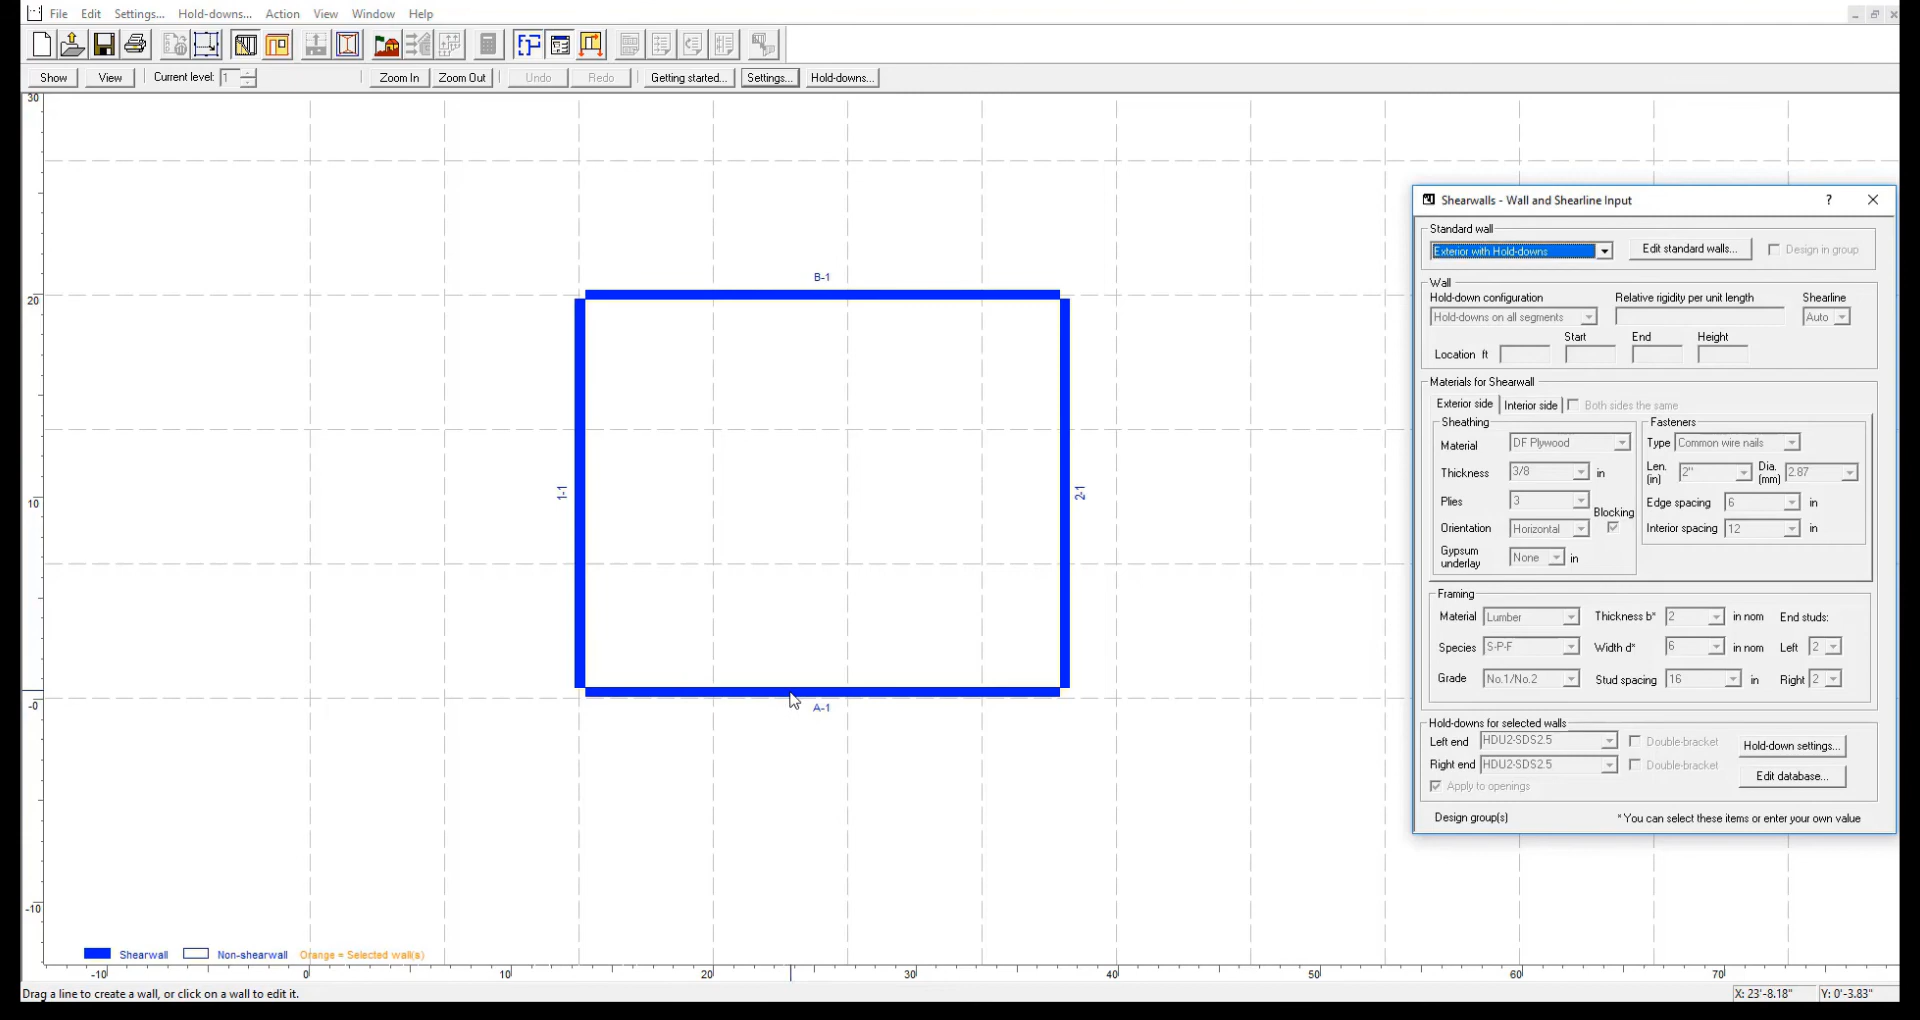 File Edit Settings... Hold-downs... Action View Window Help
Show View Current level: 1 Zoom In Zoom Out Undo Redo Getting started... Settings... Hold-downs...
30
20
10
-0
-10
B-1
1-1
2-1
A-1
Shearwall Non-shearwall Orange = Selected wall(s)
-10 0 10 20 30 40 50 60 70
Drag a line to create a wall, or click on a wall to edit it.
X: 23'-8.18" Y: 0'-3.83"
Shearwalls - Wall and Shearline Input ?
Standard wall
Exterior with Hold-downs Edit standard walls... Design in group
Wall
Hold-down configuration Relative rigidity per unit length Shearline
Hold-downs on all segments Auto
Start End Height
Location ft
Materials for Shearwall
Exterior side Interior side Both sides the same
Sheathing
Material DF Plywood
Thickness 3/8 in
Plies 3
Blocking
Orientation Horizontal
Gypsum underlay None in
Fasteners
Type Common wire nails
Len. (in) 2" Dia. (mm) 2.87
Edge spacing 6 in
Interior spacing 12 in
Framing
Material Lumber Thickness b* 2 in nom End studs:
Species S-P-F Width d* 6 in nom Left 2
Grade No.1/No.2 Stud spacing 16 in Right 2
Hold-downs for selected walls
Left end HDU2-SDS2.5 Double-bracket Hold-down settings...
Right end HDU2-SDS2.5 Double-bracket
Apply to openings Edit database...
Design group(s) * You can select these items or enter your own value